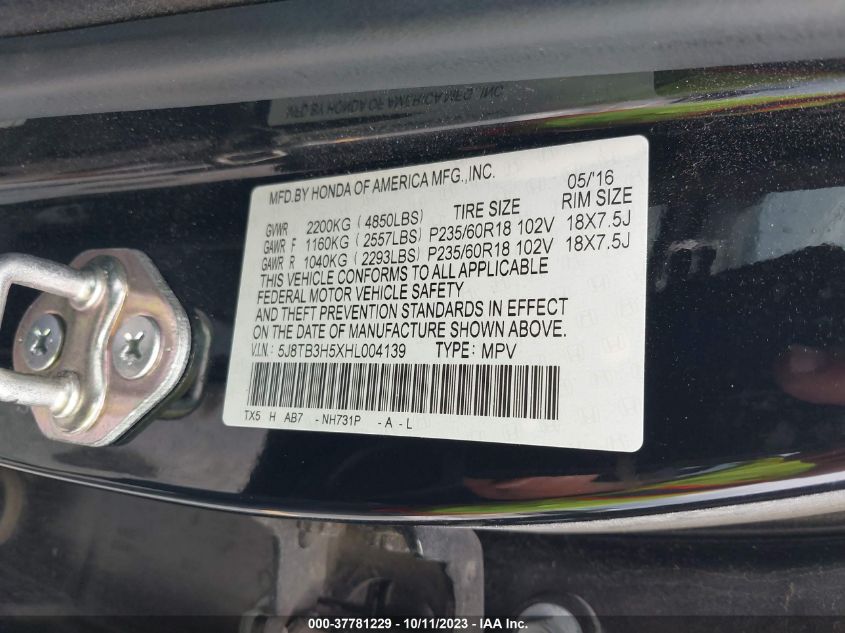 MFD.BY HONDA OF AMERICA MFG.,INC. 05/'16
GVWR 2200KG (4850LBS) TIRE SIZE RIM SIZE
GAWR F 1160KG (2557LBS) P235/60R18 102V 18X7.5J
GAWR R 1040KG (2293LBS) P235/60R18 102V 18X7.5J
THIS VEHICLE CONFORMS TO ALL APPLICABLE
FEDERAL MOTOR VEHICLE SAFETY
AND THEFT PREVENTION STANDARDS IN EFFECT
ON THE DATE OF MANUFACTURE SHOWN ABOVE.
V.I.N.: 5J8TB3H5XHL004139 TYPE: MPV
TX5 H AB7 - NH731P - A - L
000-37781229 - 10/11/2023 - IAA Inc.